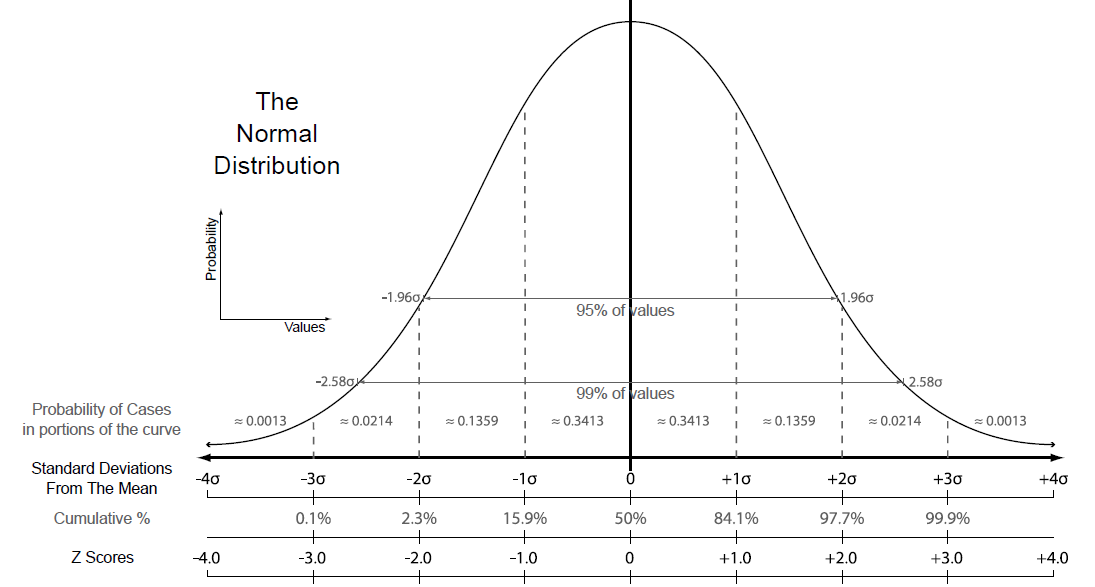 The
Normal
Distribution
Probability
Values
-1.96σ
1.96σ
95% of values
-2.58σ
2.58σ
99% of values
Probability of Cases
in portions of the curve
≈ 0.0013 ≈ 0.0214 ≈ 0.1359 ≈ 0.3413 ≈ 0.3413 ≈ 0.1359 ≈ 0.0214 ≈ 0.0013
Standard Deviations
From The Mean
-4σ -3σ -2σ -1σ 0 +1σ +2σ +3σ +4σ
Cumulative % 0.1% 2.3% 15.9% 50% 84.1% 97.7% 99.9%
Z Scores -4.0 -3.0 -2.0 -1.0 0 +1.0 +2.0 +3.0 +4.0